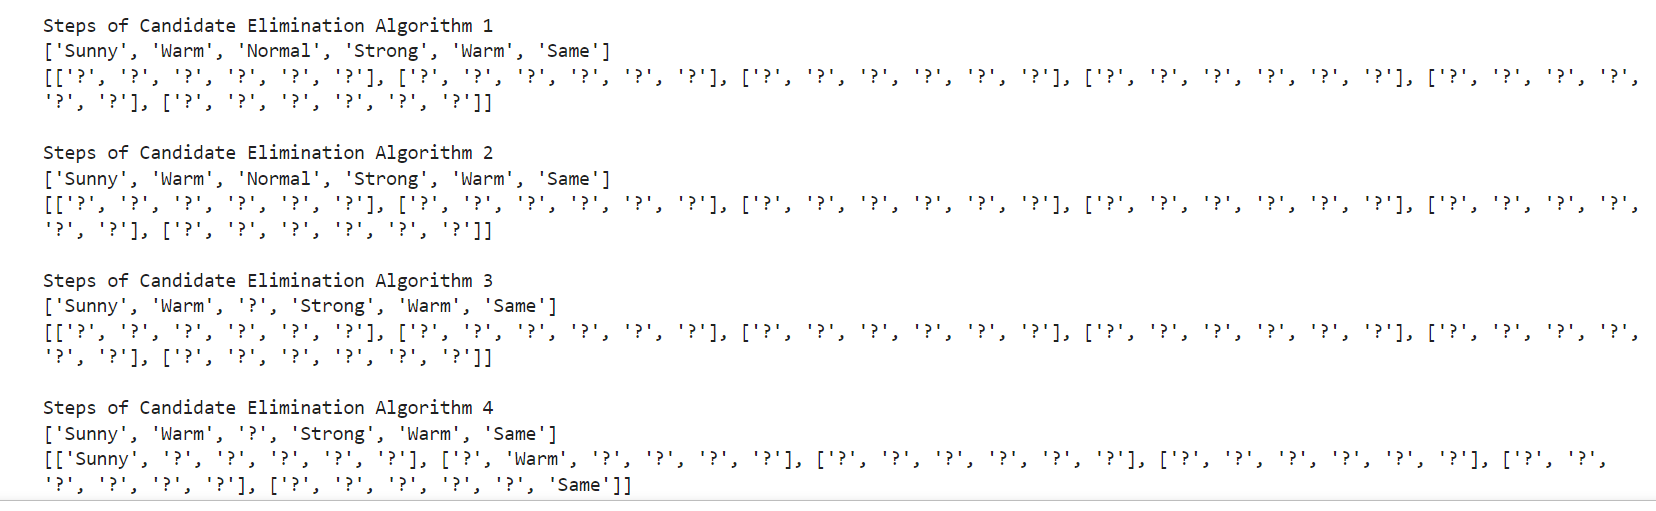 Steps of Candidate Elimination Algorithm 1
['Sunny', 'Warm', 'Normal', 'Strong', 'Warm', 'Same']
[['?', '?', '?', '?', '?', '?'], ['?', '?', '?', '?', '?', '?'], ['?', '?', '?', '?', '?', '?'], ['?', '?', '?', '?', '?', '?'], ['?', '?', '?', '?',
'?', '?'], ['?', '?', '?', '?', '?', '?']]
Steps of Candidate Elimination Algorithm 2
['Sunny', 'Warm', 'Normal', 'Strong', 'Warm', 'Same']
[['?', '?', '?', '?', '?', '?'], ['?', '?', '?', '?', '?', '?'], ['?', '?', '?', '?', '?', '?'], ['?', '?', '?', '?', '?', '?'], ['?', '?', '?', '?',
'?', '?'], ['?', '?', '?', '?', '?', '?']]
Steps of Candidate Elimination Algorithm 3
['Sunny', 'Warm', '?', 'Strong', 'Warm', 'Same']
[['?', '?', '?', '?', '?', '?'], ['?', '?', '?', '?', '?', '?'], ['?', '?', '?', '?', '?', '?'], ['?', '?', '?', '?', '?', '?'], ['?', '?', '?', '?',
'?', '?'], ['?', '?', '?', '?', '?', '?']]
Steps of Candidate Elimination Algorithm 4
['Sunny', 'Warm', '?', 'Strong', 'Warm', 'Same']
[['Sunny', '?', '?', '?', '?', '?'], ['?', 'Warm', '?', '?', '?', '?'], ['?', '?', '?', '?', '?', '?'], ['?', '?', '?', '?', '?', '?'], ['?', '?',
'?', '?', '?', '?'], ['?', '?', '?', '?', '?', 'Same']]